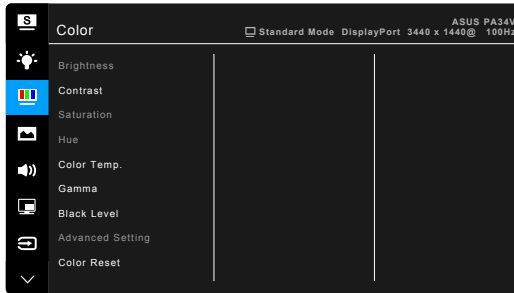 S
Color
ASUS PA34V
Standard Mode DisplayPort 3440 x 1440@ 100Hz
Brightness
Contrast
Saturation
Hue
Color Temp.
Gamma
Black Level
Advanced Setting
Color Reset